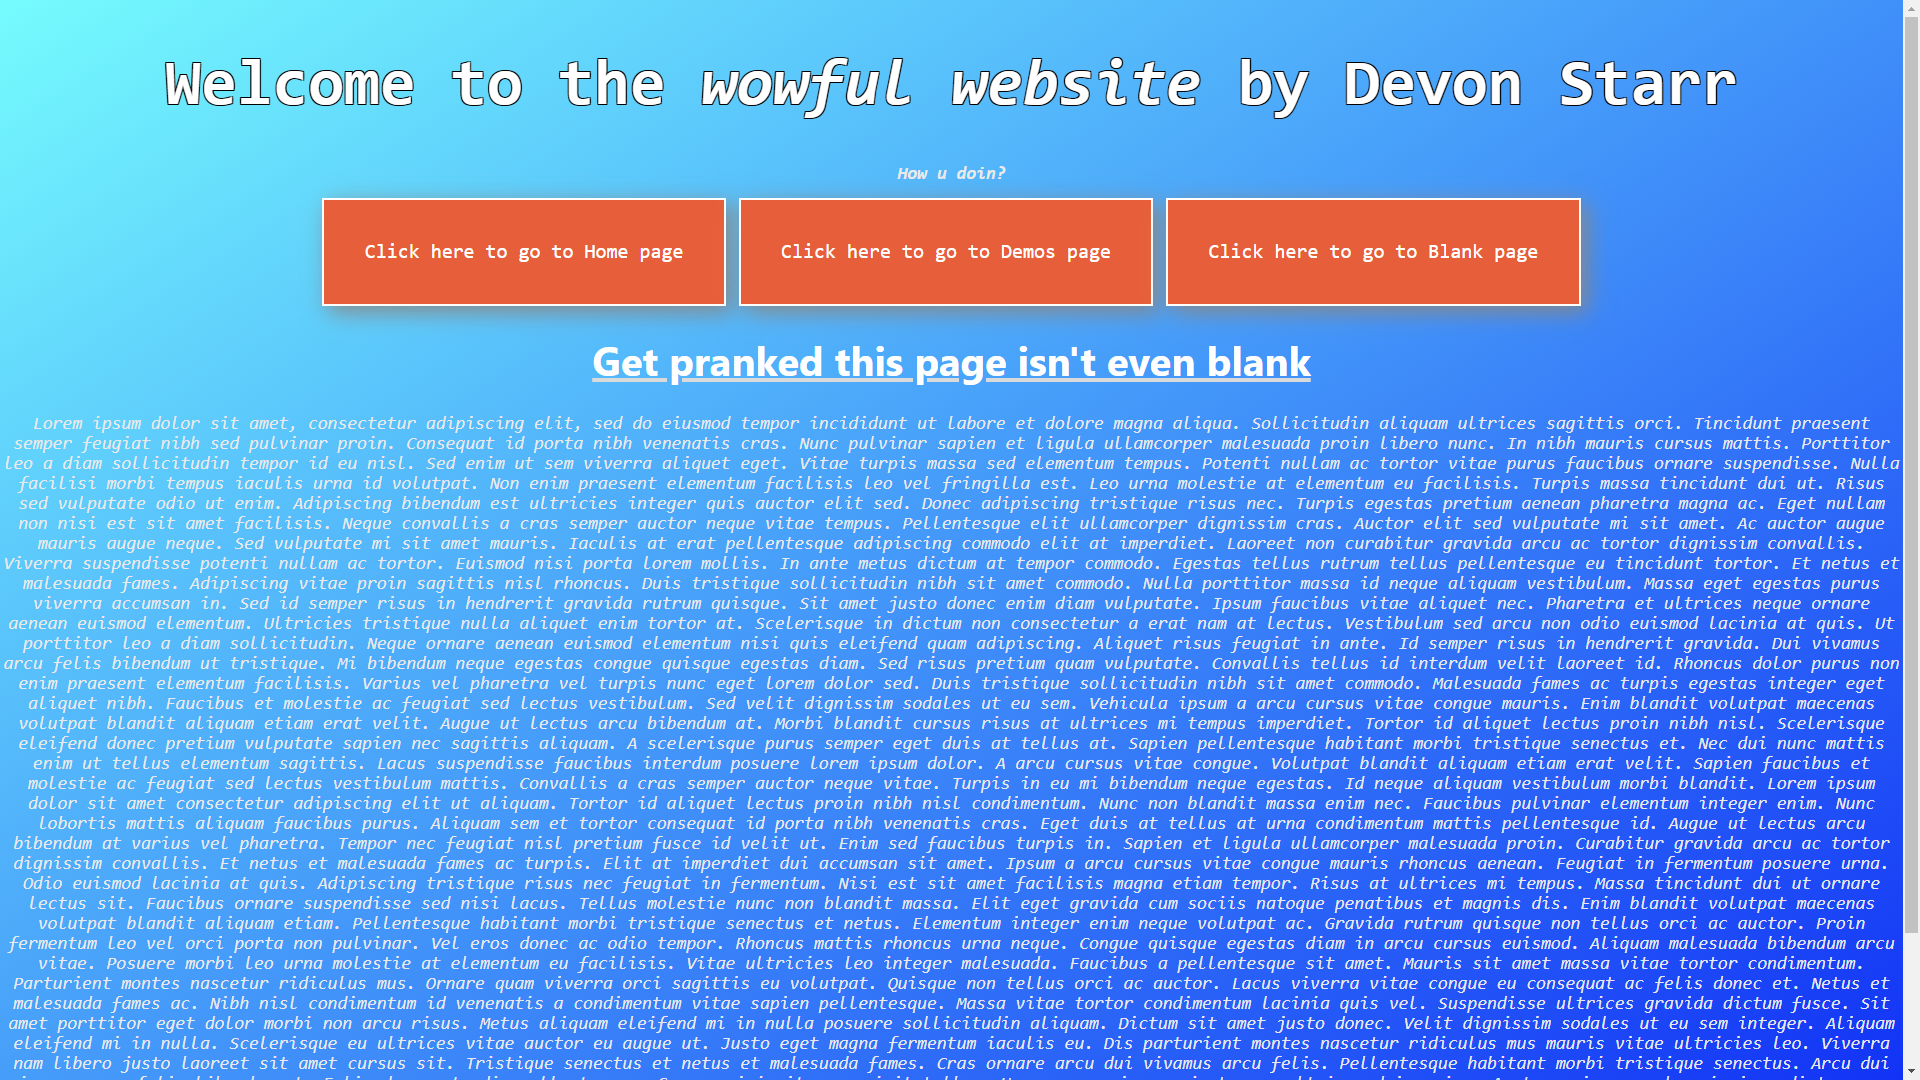 Welcome to the wowful website by Devon Starr
How u doin?
Click here to go to Home page
Click here to go to Demos page
Click here to go to Blank page
Get pranked this page isn't even blank
Lorem ipsum dolor sit amet, consectetur adipiscing elit, sed do eiusmod tempor incididunt ut labore et dolore magna aliqua. Sollicitudin aliquam ultrices sagittis orci. Tincidunt praesent
semper feugiat nibh sed pulvinar proin. Consequat id porta nibh venenatis cras. Nunc pulvinar sapien et ligula ullamcorper malesuada proin libero nunc. In nibh mauris cursus mattis. Porttitor
leo a diam sollicitudin tempor id eu nisl. Sed enim ut sem viverra aliquet eget. Vitae turpis massa sed elementum tempus. Potenti nullam ac tortor vitae purus faucibus ornare suspendisse. Nulla
facilisi morbi tempus iaculis urna id volutpat. Non enim praesent elementum facilisis leo vel fringilla est. Leo urna molestie at elementum eu facilisis. Turpis massa tincidunt dui ut. Risus
sed vulputate odio ut enim. Adipiscing bibendum est ultricies integer quis auctor elit sed. Donec adipiscing tristique risus nec. Turpis egestas pretium aenean pharetra magna ac. Eget nullam
non nisi est sit amet facilisis. Neque convallis a cras semper auctor neque vitae tempus. Pellentesque elit ullamcorper dignissim cras. Auctor elit sed vulputate mi sit amet. Ac auctor augue
mauris augue neque. Sed vulputate mi sit amet mauris. Iaculis at erat pellentesque adipiscing commodo elit at imperdiet. Laoreet non curabitur gravida arcu ac tortor dignissim convallis.
Viverra suspendisse potenti nullam ac tortor. Euismod nisi porta lorem mollis. In ante metus dictum at tempor commodo. Egestas tellus rutrum tellus pellentesque eu tincidunt tortor. Et netus et
malesuada fames. Adipiscing vitae proin sagittis nisl rhoncus. Duis tristique sollicitudin nibh sit amet commodo. Nulla porttitor massa id neque aliquam vestibulum. Massa eget egestas purus
viverra accumsan in. Sed id semper risus in hendrerit gravida rutrum quisque. Sit amet justo donec enim diam vulputate. Ipsum faucibus vitae aliquet nec. Pharetra et ultrices neque ornare
aenean euismod elementum. Ultricies tristique nulla aliquet enim tortor at. Scelerisque in dictum non consectetur a erat nam at lectus. Vestibulum sed arcu non odio euismod lacinia at quis. Ut
porttitor leo a diam sollicitudin. Neque ornare aenean euismod elementum nisi quis eleifend quam adipiscing. Aliquet risus feugiat in ante. Id semper risus in hendrerit gravida. Dui vivamus
arcu felis bibendum ut tristique. Mi bibendum neque egestas congue quisque egestas diam. Sed risus pretium quam vulputate. Convallis tellus id interdum velit laoreet id. Rhoncus dolor purus non
enim praesent elementum facilisis. Varius vel pharetra vel turpis nunc eget lorem dolor sed. Duis tristique sollicitudin nibh sit amet commodo. Malesuada fames ac turpis egestas integer eget
aliquet nibh. Faucibus et molestie ac feugiat sed lectus vestibulum. Sed velit dignissim sodales ut eu sem. Vehicula ipsum a arcu cursus vitae congue mauris. Enim blandit volutpat maecenas
volutpat blandit aliquam etiam erat velit. Augue ut lectus arcu bibendum at. Morbi blandit cursus risus at ultrices mi tempus imperdiet. Tortor id aliquet lectus proin nibh nisl. Scelerisque
eleifend donec pretium vulputate sapien nec sagittis aliquam. A scelerisque purus semper eget duis at tellus at. Sapien pellentesque habitant morbi tristique senectus et. Nec dui nunc mattis
enim ut tellus elementum sagittis. Lacus suspendisse faucibus interdum posuere lorem ipsum dolor. A arcu cursus vitae congue. Volutpat blandit aliquam etiam erat velit. Sapien faucibus et
molestie ac feugiat sed lectus vestibulum mattis. Convallis a cras semper auctor neque vitae. Turpis in eu mi bibendum neque egestas. Id neque aliquam vestibulum morbi blandit. Lorem ipsum
dolor sit amet consectetur adipiscing elit ut aliquam. Tortor id aliquet lectus proin nibh nisl condimentum. Nunc non blandit massa enim nec. Faucibus pulvinar elementum integer enim. Nunc
lobortis mattis aliquam faucibus purus. Aliquam sem et tortor consequat id porta nibh venenatis cras. Eget duis at tellus at urna condimentum mattis pellentesque id. Augue ut lectus arcu
bibendum at varius vel pharetra. Tempor nec feugiat nisl pretium fusce id velit ut. Enim sed faucibus turpis in. Sapien et ligula ullamcorper malesuada proin. Curabitur gravida arcu ac tortor
dignissim convallis. Et netus et malesuada fames ac turpis. Elit at imperdiet dui accumsan sit amet. Ipsum a arcu cursus vitae congue mauris rhoncus aenean. Feugiat in fermentum posuere urna.
Odio euismod lacinia at quis. Adipiscing tristique risus nec feugiat in fermentum. Nisi est sit amet facilisis magna etiam tempor. Risus at ultrices mi tempus. Massa tincidunt dui ut ornare
lectus sit. Faucibus ornare suspendisse sed nisi lacus. Tellus molestie nunc non blandit massa. Elit eget gravida cum sociis natoque penatibus et magnis dis. Enim blandit volutpat maecenas
volutpat blandit aliquam etiam. Pellentesque habitant morbi tristique senectus et netus. Elementum integer enim neque volutpat ac. Gravida rutrum quisque non tellus orci ac auctor. Proin
fermentum leo vel orci porta non pulvinar. Vel eros donec ac odio tempor. Rhoncus mattis rhoncus urna neque. Congue quisque egestas diam in arcu cursus euismod. Aliquam malesuada bibendum arcu
vitae. Posuere morbi leo urna molestie at elementum eu facilisis. Vitae ultricies leo integer malesuada. Faucibus a pellentesque sit amet. Mauris sit amet massa vitae tortor condimentum.
Parturient montes nascetur ridiculus mus. Ornare quam viverra orci sagittis eu volutpat. Quisque non tellus orci ac auctor. Lacus viverra vitae congue eu consequat ac felis donec et. Netus et
malesuada fames ac. Nibh nisl condimentum id venenatis a condimentum vitae sapien pellentesque. Massa vitae tortor condimentum lacinia quis vel. Suspendisse ultrices gravida dictum fusce. Sit
amet porttitor eget dolor morbi non arcu risus. Metus aliquam eleifend mi in nulla posuere sollicitudin aliquam. Dictum sit amet justo donec. Velit dignissim sodales ut eu sem integer. Aliquam
eleifend mi in nulla. Scelerisque eu ultrices vitae auctor eu augue ut. Justo eget magna fermentum iaculis eu. Dis parturient montes nascetur ridiculus mus mauris vitae ultricies leo. Viverra
nam libero justo laoreet sit amet cursus sit. Tristique senectus et netus et malesuada fames. Cras ornare arcu dui vivamus arcu felis. Pellentesque habitant morbi tristique senectus. Arcu dui